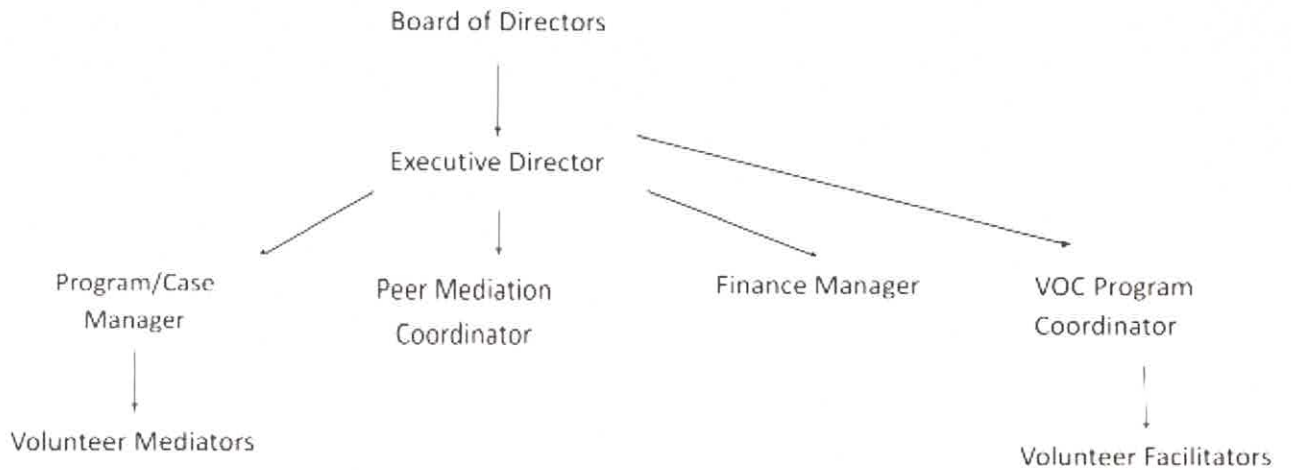 Board of Directors
Executive Director
Program/Case
Manager
Peer Mediation
Coordinator
Finance Manager
VOC Program
Coordinator
Volunteer Mediators
Volunteer Facilitators